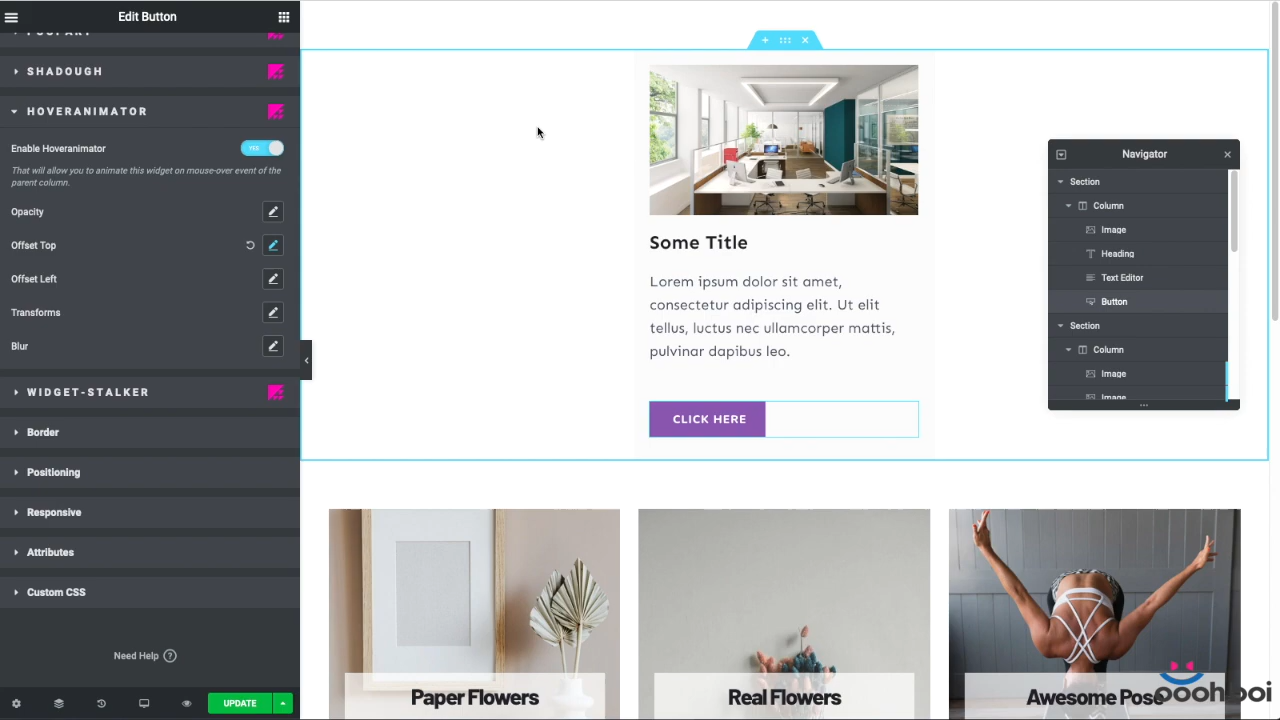 Edit Button
SHADOUGH
HOVERANIMATOR
Enable Hoveranimator
YES
That will allow you to animate this widget on mouse-over event of the
parent column.
Opacity
Offset Top
Offset Left
Transforms
Blur
WIDGET-STALKER
Border
Positioning
Responsive
Attributes
Custom CSS
Need Help ?
UPDATE
Some Title
Lorem ipsum dolor sit amet,
consectetur adipiscing elit. Ut elit
tellus, luctus nec ullamcorper mattis,
pulvinar dapibus leo.
CLICK HERE
Navigator
Section
Column
Image
Heading
Text Editor
Button
Section
Column
Image
Image
Paper Flowers
Real Flowers
Awesome Pose